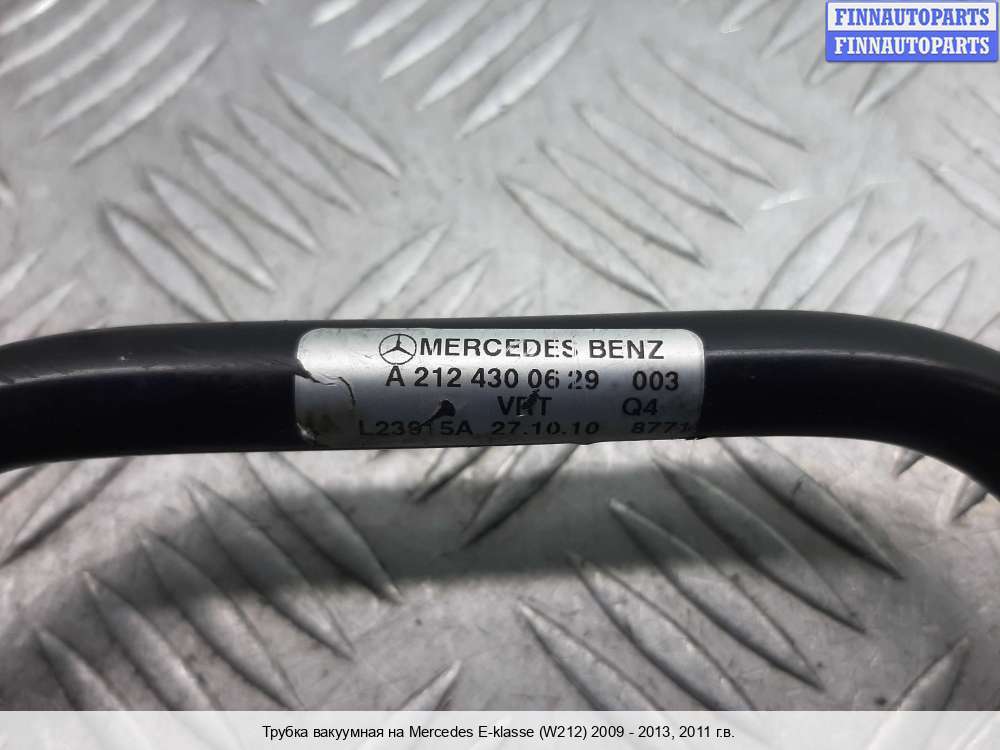 FINNAUTOPARTS
FINNAUTOPARTS
MERCEDES BENZ
A 212 430 06 29 003
Q4
27.10.10
Трубка вакуумная на Mercedes E-klasse (W212) 2009 - 2013, 2011 г.в.